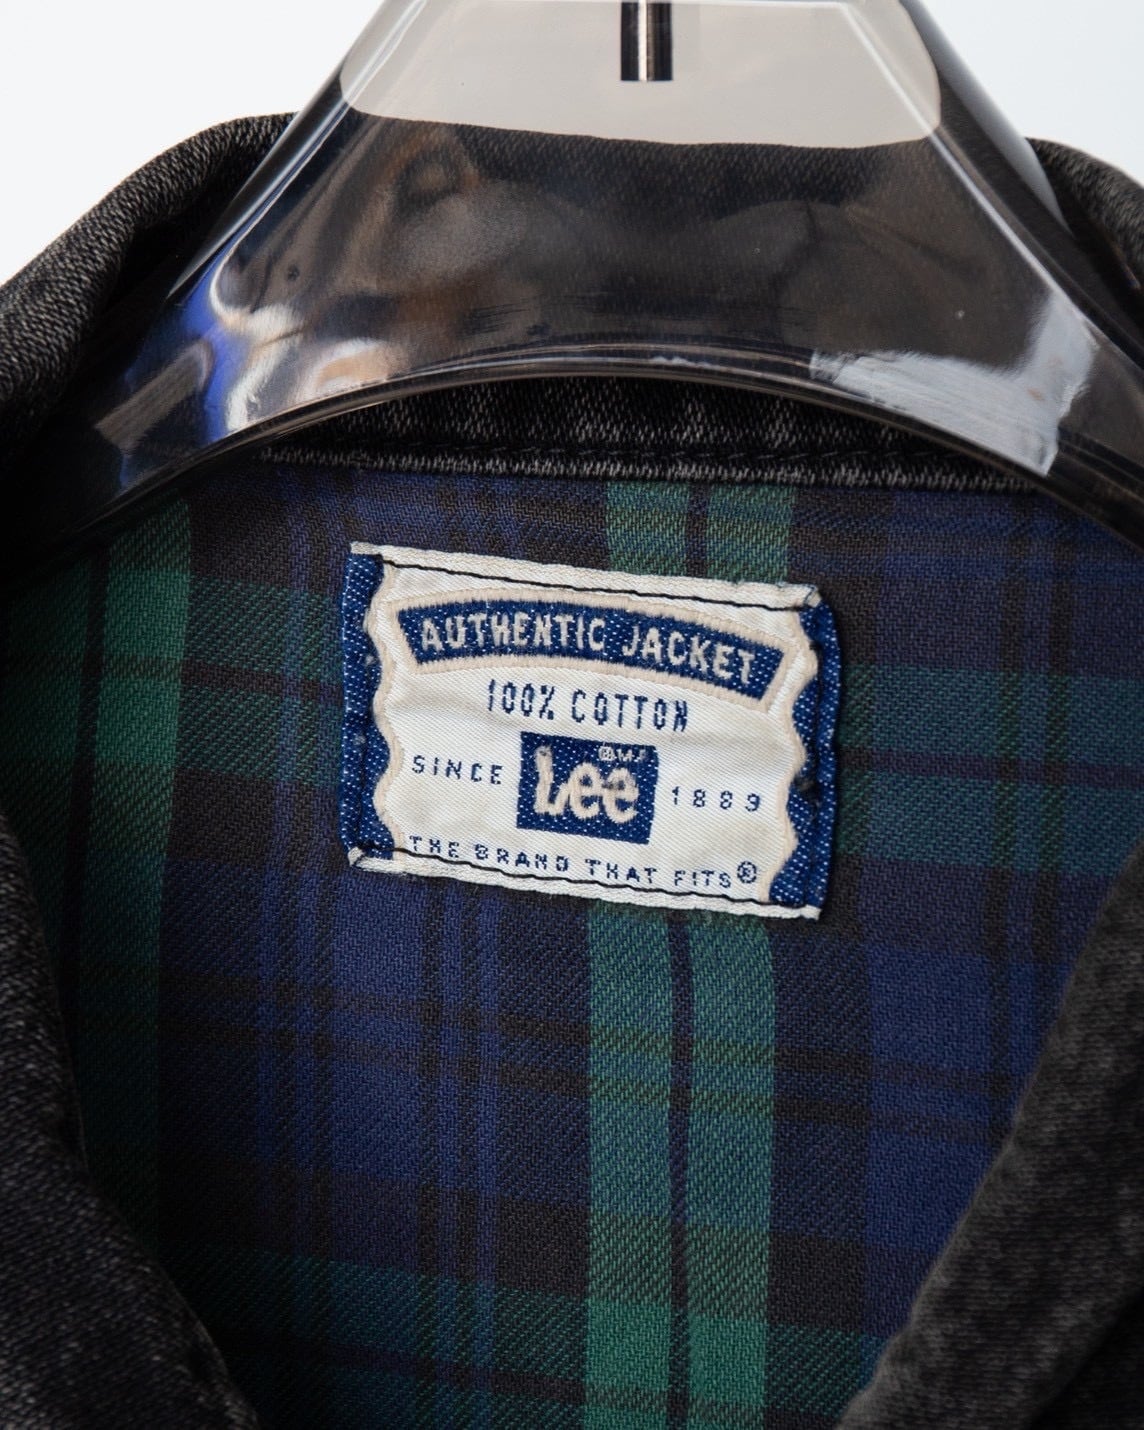 AUTHENTIC JACKET
100% COTTON
SINCE Lee ® 1889
THE BRAND THAT FITS®